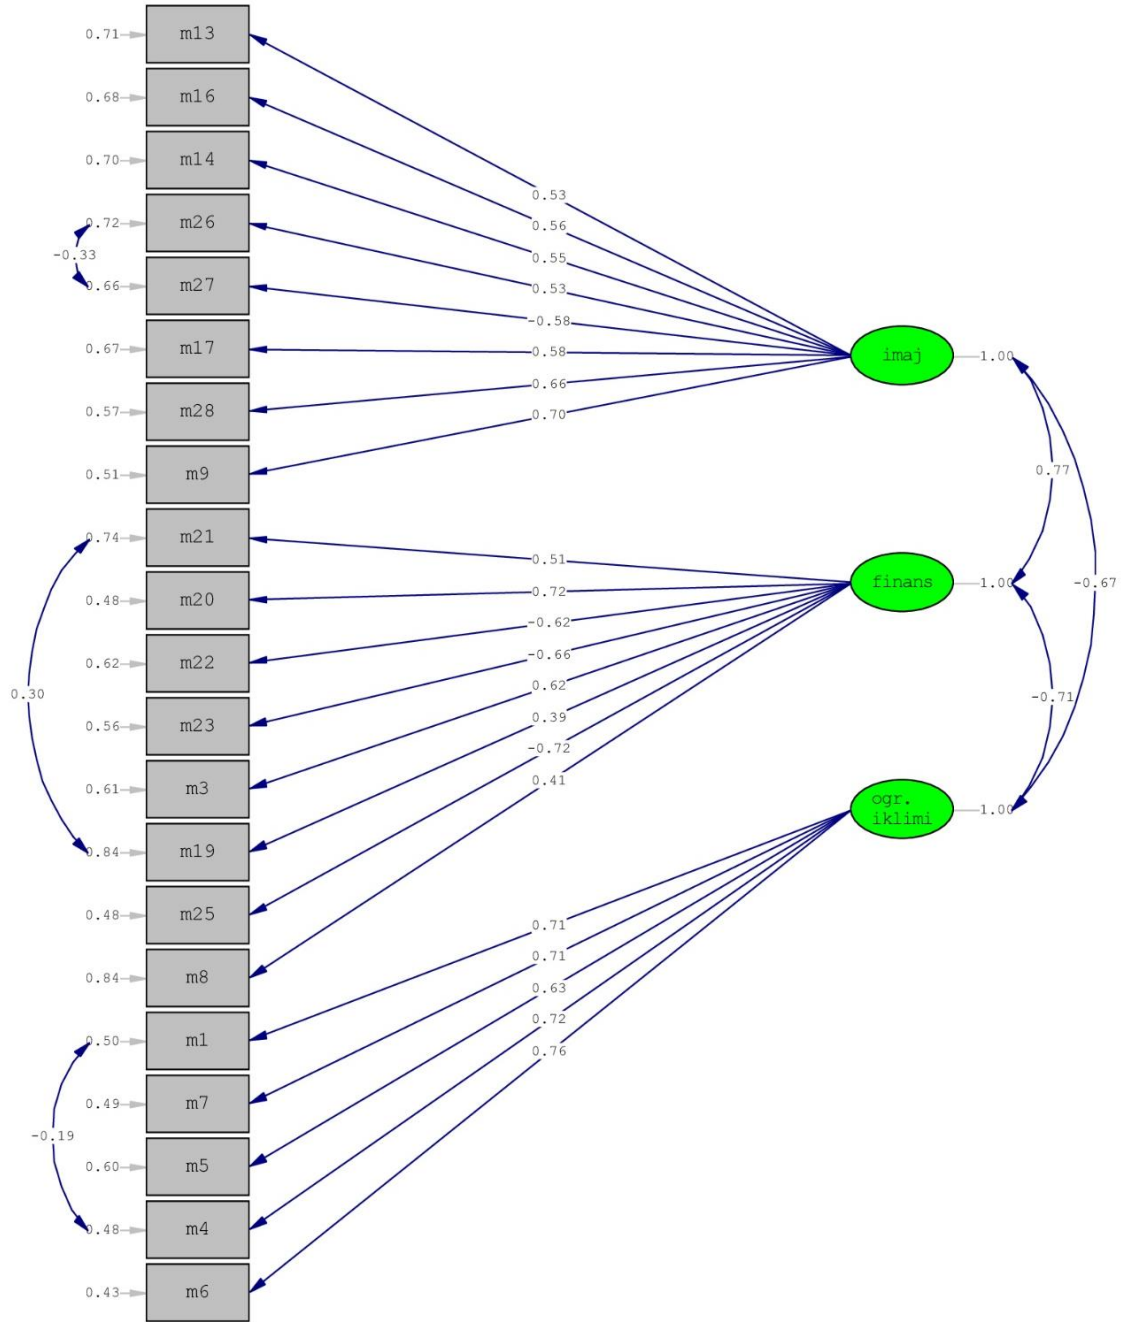 0.71 m13
0.68 m16
0.70 m14
0.53
0.72 m26
0.56
-0.33
0.55
0.66 m27
0.53
-0.58
0.67 m17
0.58
imaj 1.00
0.66
0.57 m28
0.70
0.51 m9
0.77
0.74 m21
0.51
finans 1.00
-0.67
0.48 m20
0.72
-0.62
0.62 m22
-0.66
0.62
0.30
0.39
-0.71
0.56 m23
-0.72
0.41
0.61 m3
ogr.
iklimi
1.00
0.84 m19
0.48 m25
0.71
0.71
0.84 m8
0.63
0.72
0.50 m1
0.76
0.49 m7
-0.19
0.60 m5
0.48 m4
0.43 m6